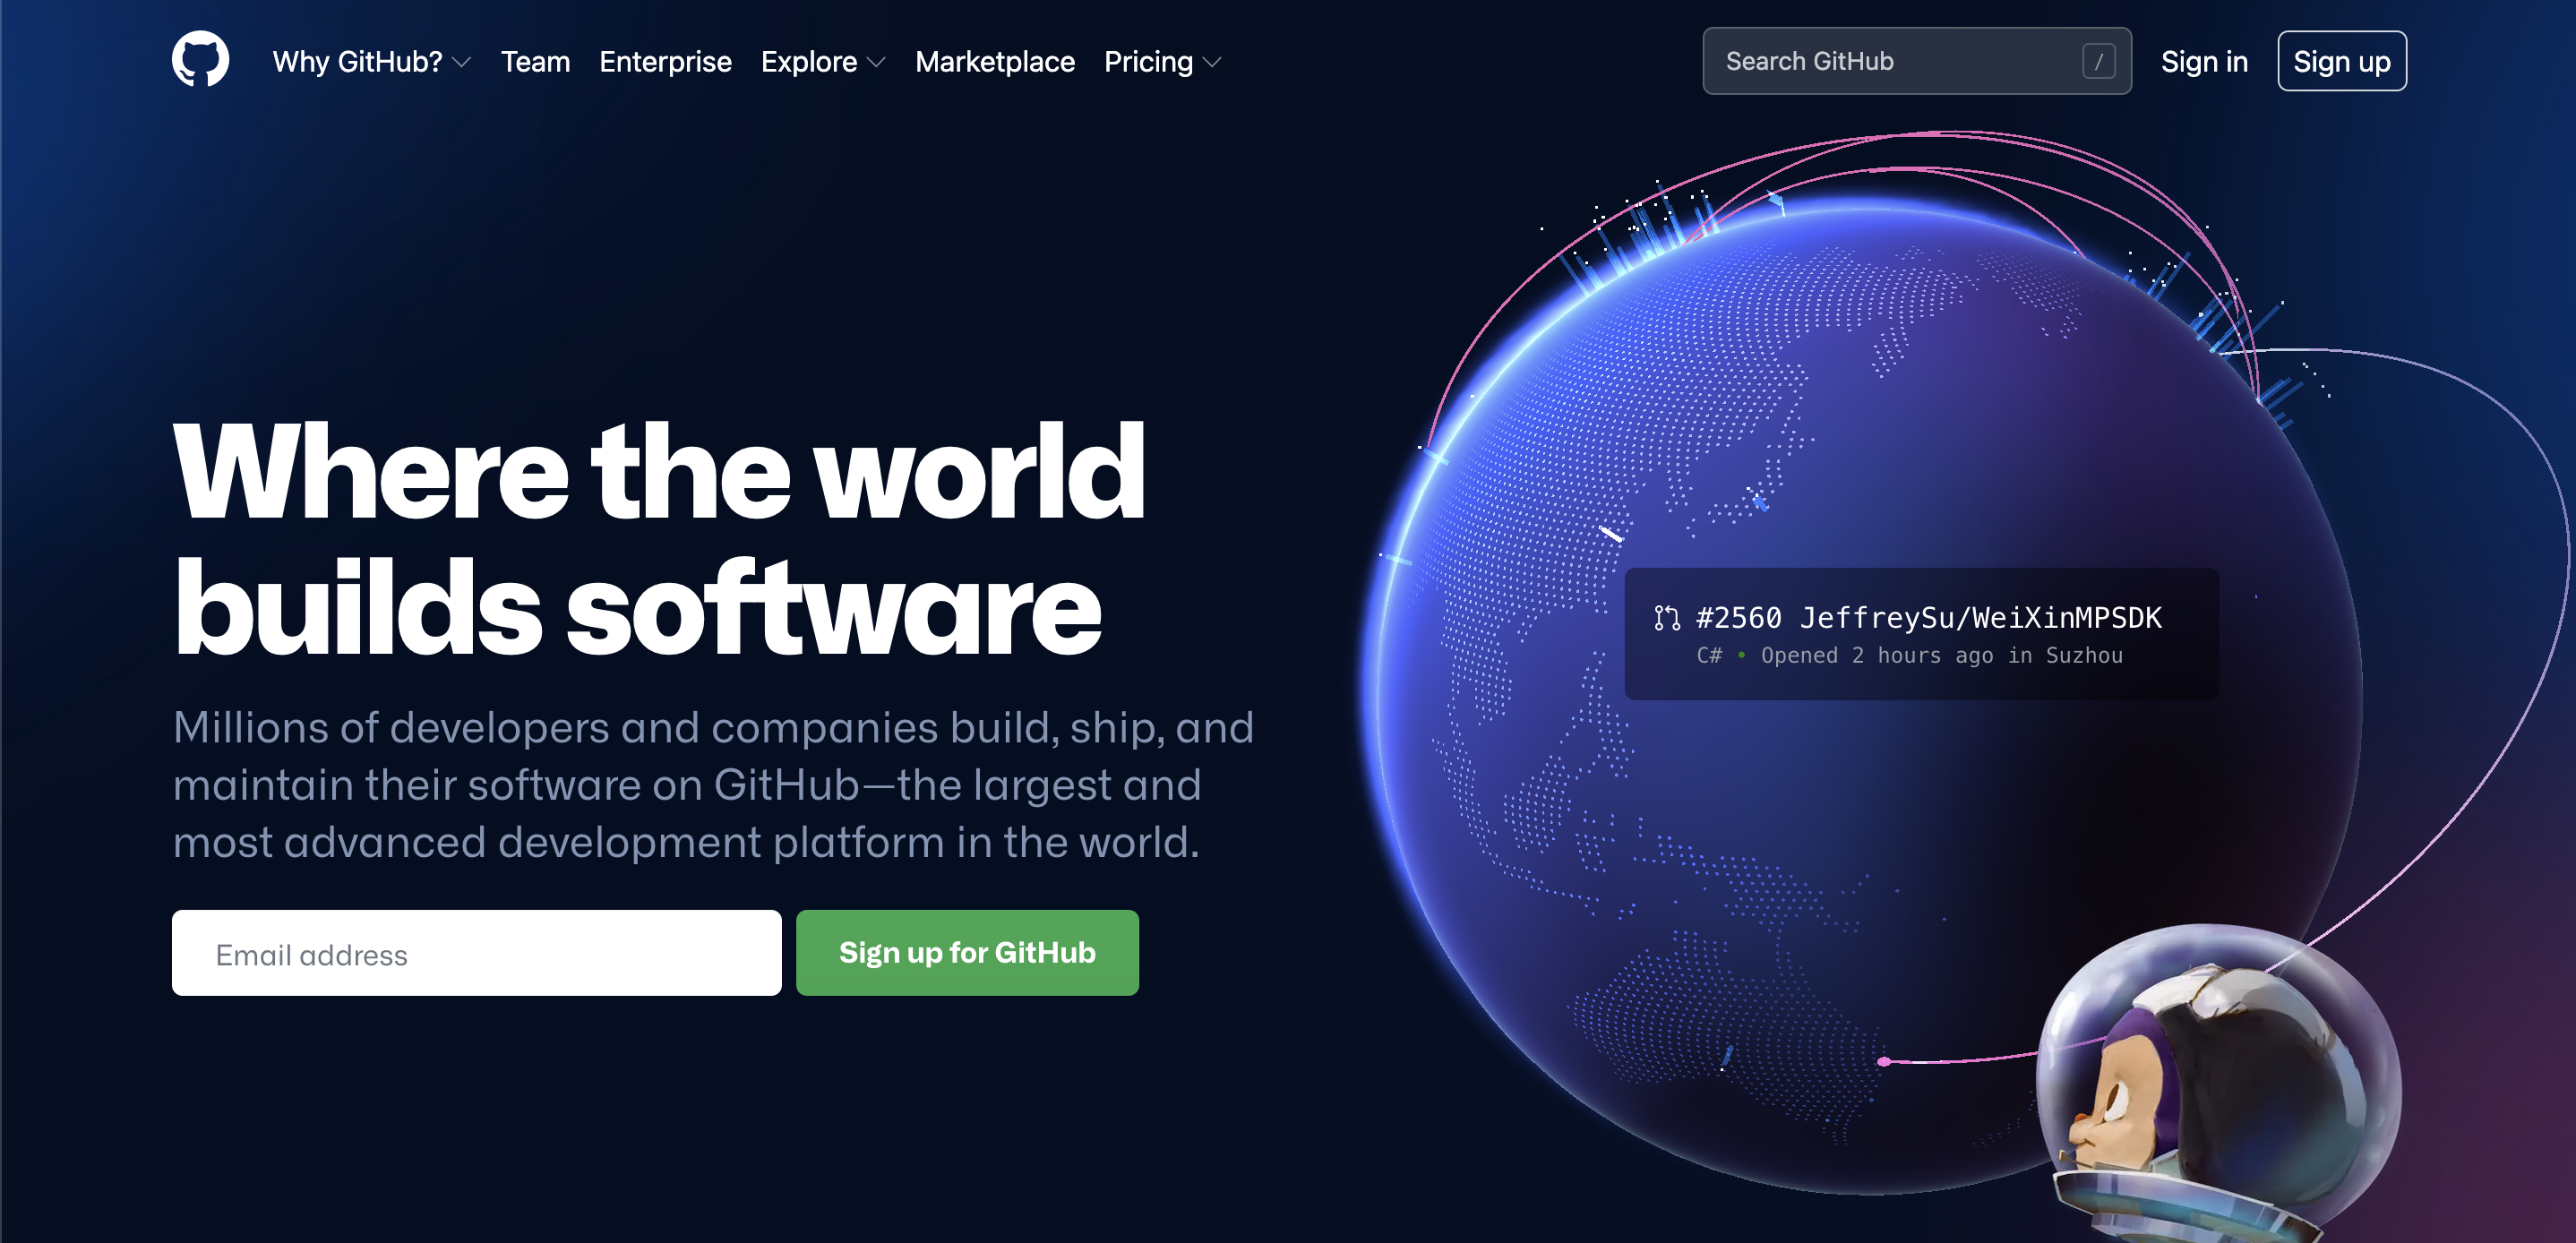 Why GitHub?
Team
Enterprise
Explore
Marketplace
Pricing
Search GitHub
/
Sign in
Sign up
Where the world
builds software
Millions of developers and companies build, ship, and
maintain their software on GitHub—the largest and
most advanced development platform in the world.
Email address
Sign up for GitHub
#2560 JeffreySu/WeiXinMPSDK
C# • Opened 2 hours ago in Suzhou